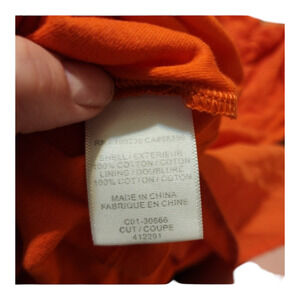 SHELL/EXTERIEUR
100% COTTON/COTON
LINING/DOUBLURE
100% COTTON/COTON
MADE IN CHINA
FABRIQUE EN CHINE
C01-30666
CUT/COUPE
412291